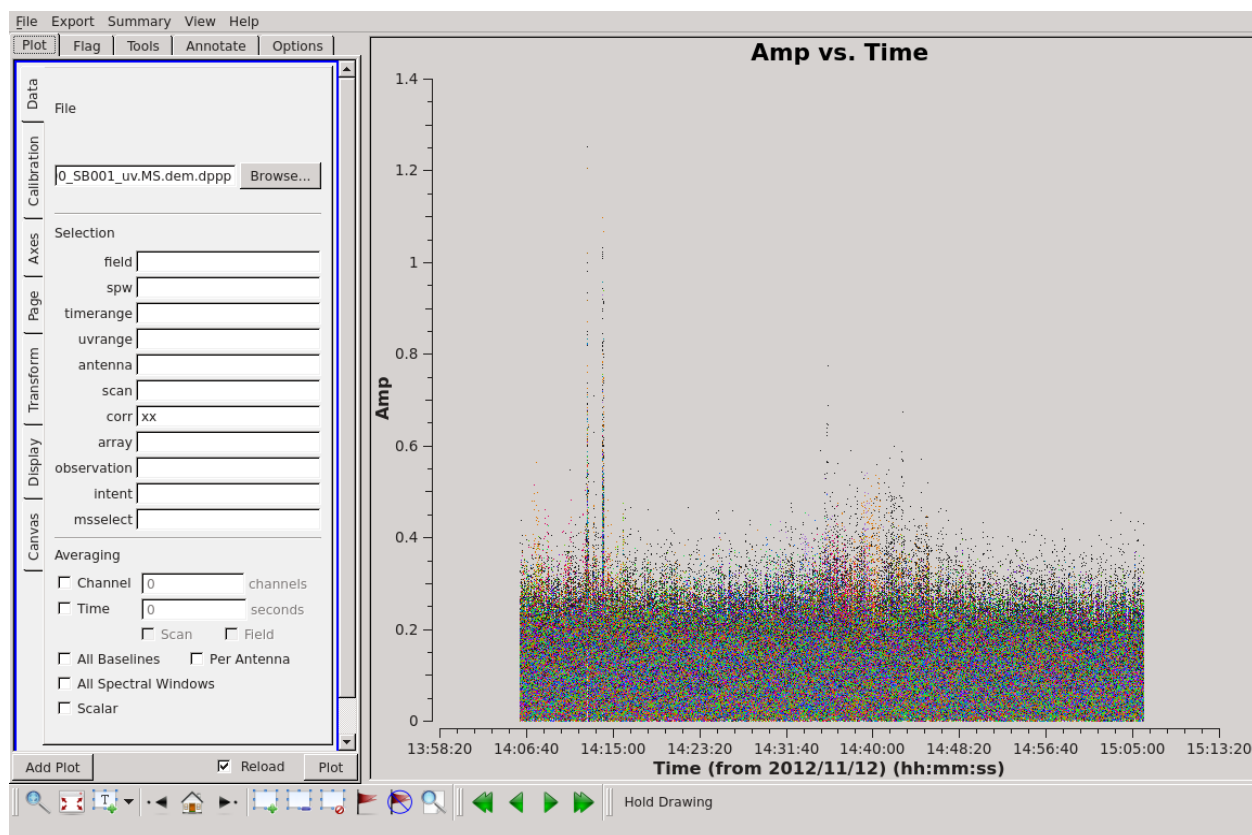 File Export Summary View Help
Plot Flag Tools Annotate Options
Data
Calibration
Axes
Page
Transform
Display
Canvas
File
0_SB001_uv.MS.dem.dppp Browse...
Selection
field
spw
timerange
uvrange
antenna
scan
corr xx
array
observation
intent
msselect
Averaging
Channel 0 channels
Time 0 seconds
Scan Field
All Baselines Per Antenna
All Spectral Windows
Scalar
Add Plot Reload Plot
Amp vs. Time
Amp
1.4
1.2
1
0.8
0.6
0.4
0.2
0
13:58:20 14:06:40 14:15:00 14:23:20 14:31:40 14:40:00 14:48:20 14:56:40 15:05:00 15:13:20
Time (from 2012/11/12) (hh:mm:ss)
T
Hold Drawing